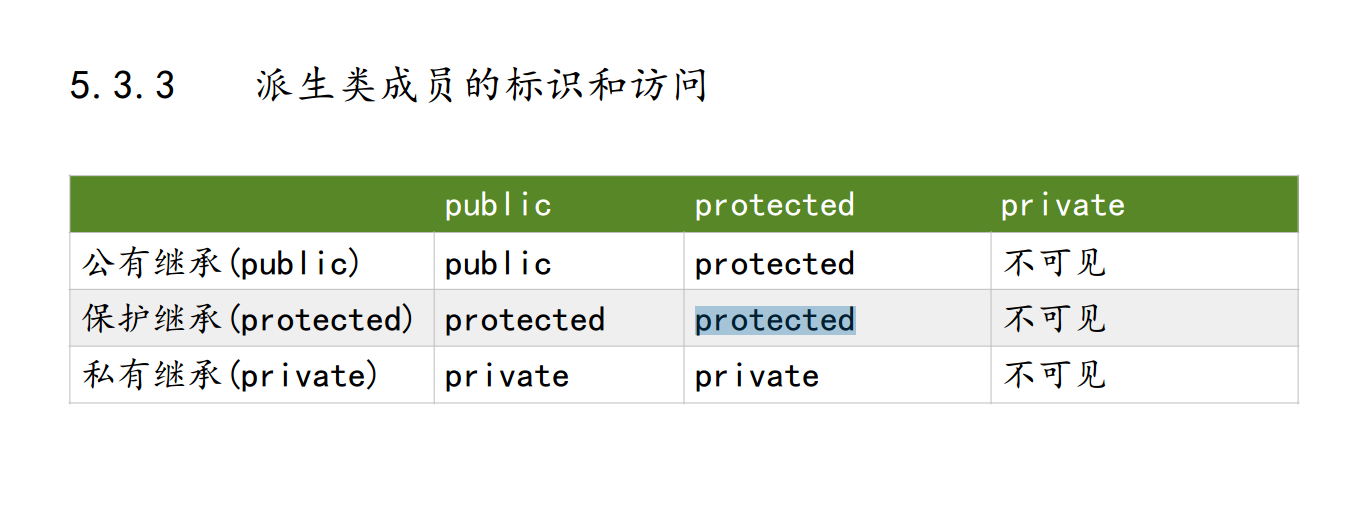 5.3.3 派生类成员的标识和访问
public protected private
公有继承(public) public protected 不可见
保护继承(protected) protected protected 不可见
私有继承(private) private private 不可见